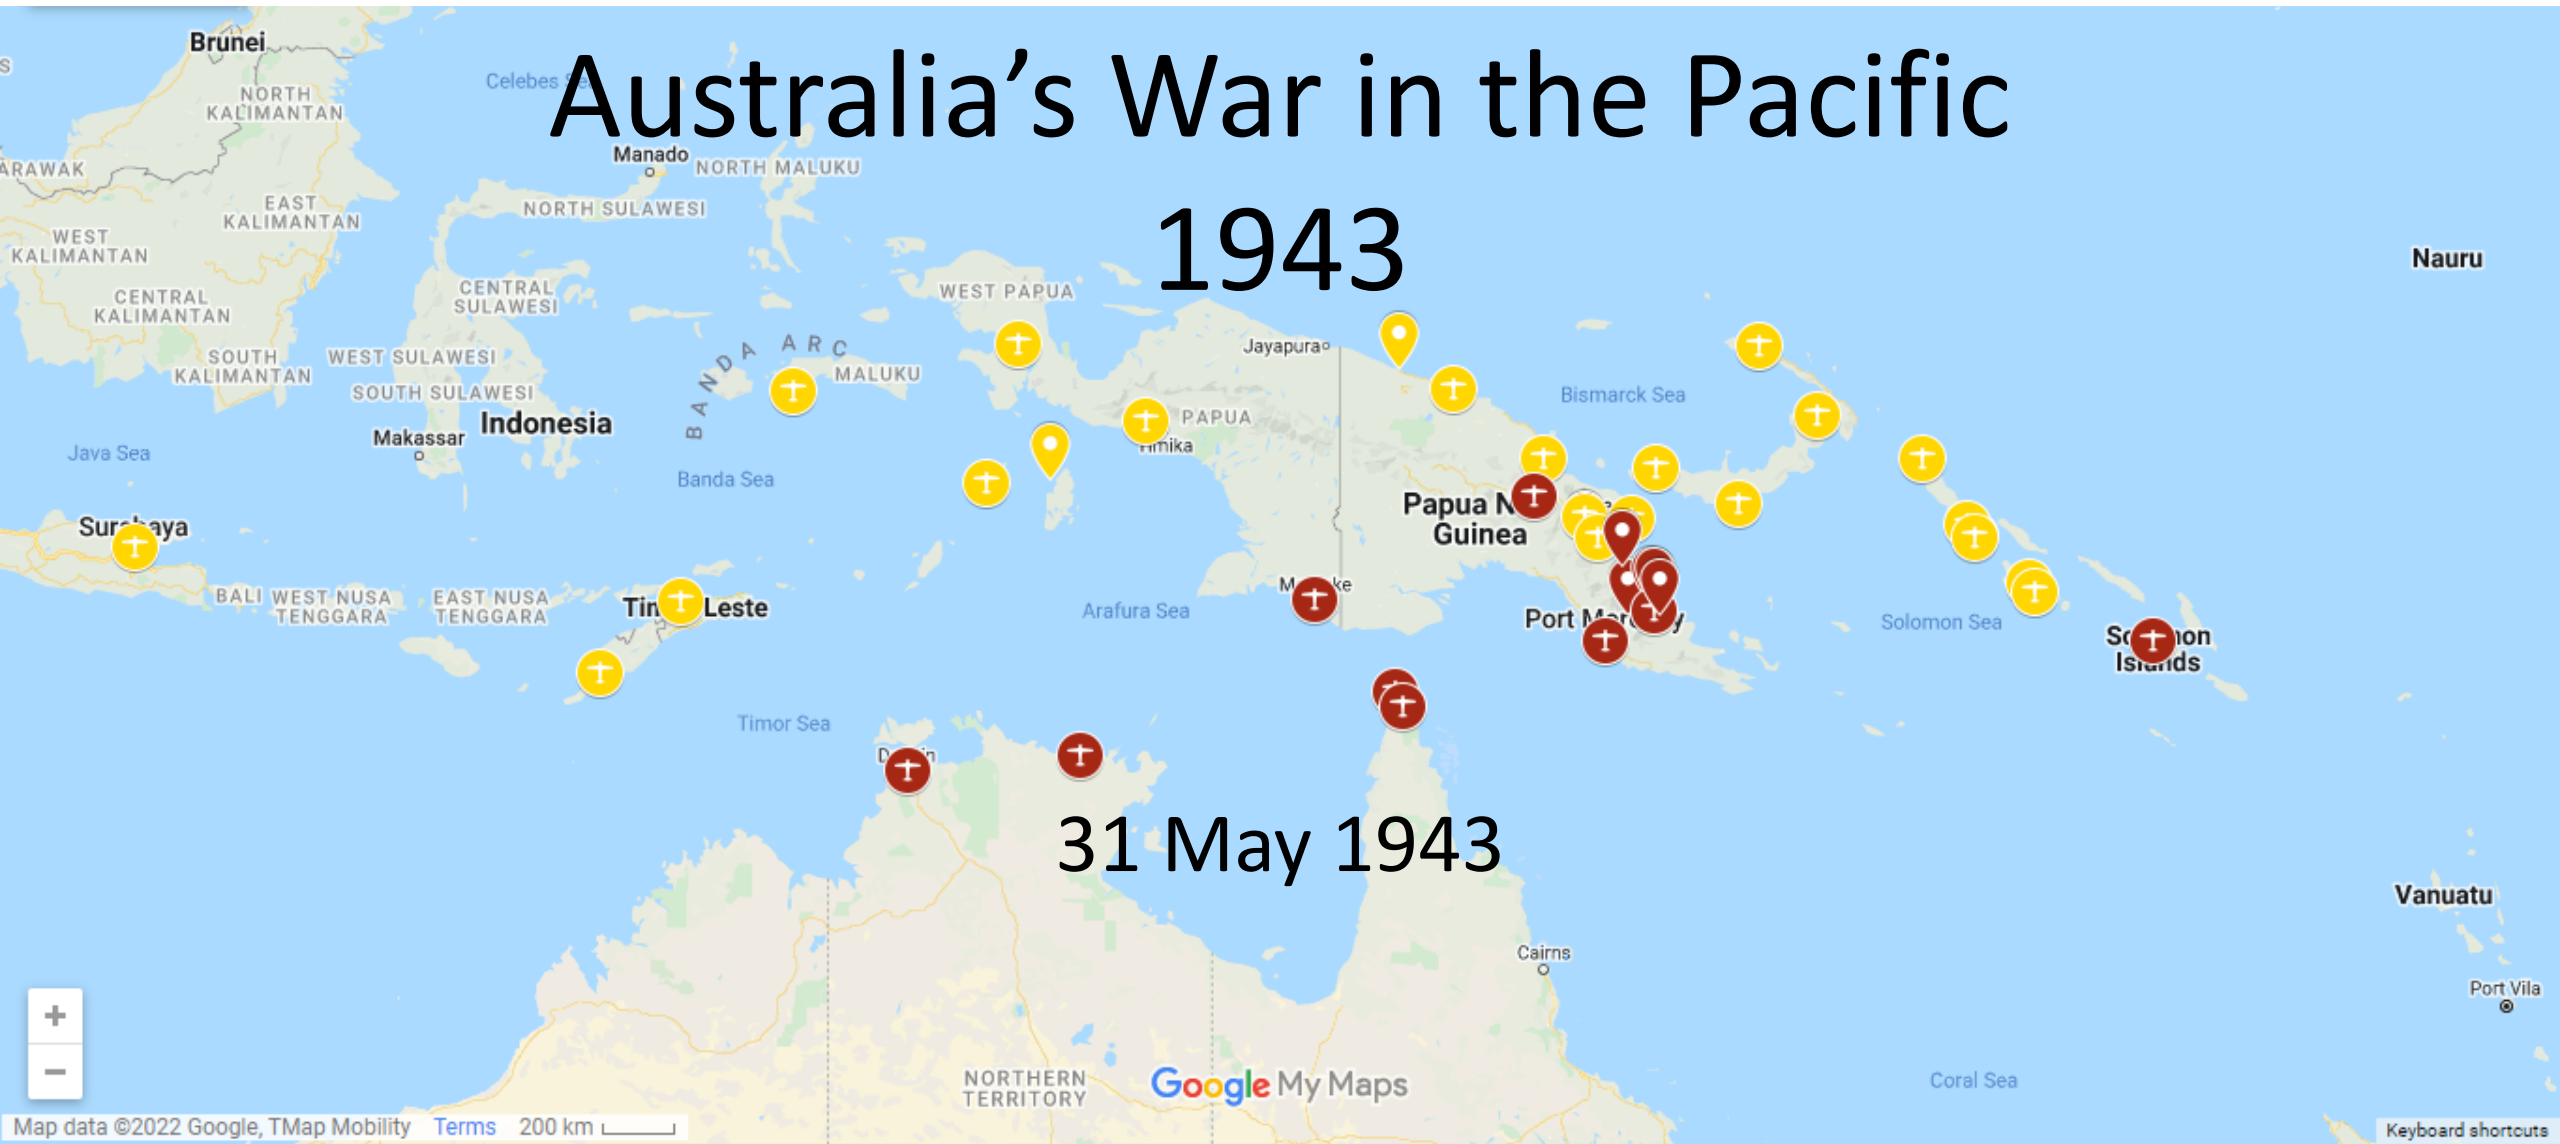 Australia's War in the Pacific
1943
31 May 1943
Brunei
Celebes
NORTH
KALIMANTAN
Manado
NORTH MALUKU
ARAWAK
EAST
KALIMANTAN
NORTH SULAWESI
WEST
KALIMANTAN
Nauru
CENTRAL
KALIMANTAN
CENTRAL
SULAWESI
WEST PAPUA
SOUTH
KALIMANTAN
WEST SULAWESI
SOUTH SULAWESI
BANDA ARC
MALUKU
Jayapura
Bismarck Sea
Indonesia
Makassar
PAPUA
Java Sea
Banda Sea
Papua N
Guinea
BALI
WEST NUSA
TENGGARA
EAST NUSA
TENGGARA
Leste
Arafura Sea
Port
Solomon Sea
Islands
Timor Sea
Vanuatu
Cairns
Port Vila
NORTHERN
TERRITORY
Coral Sea
+
−
Google My Maps
Map data ©2022 Google, TMap Mobility Terms 200 km
Keyboard shortcuts